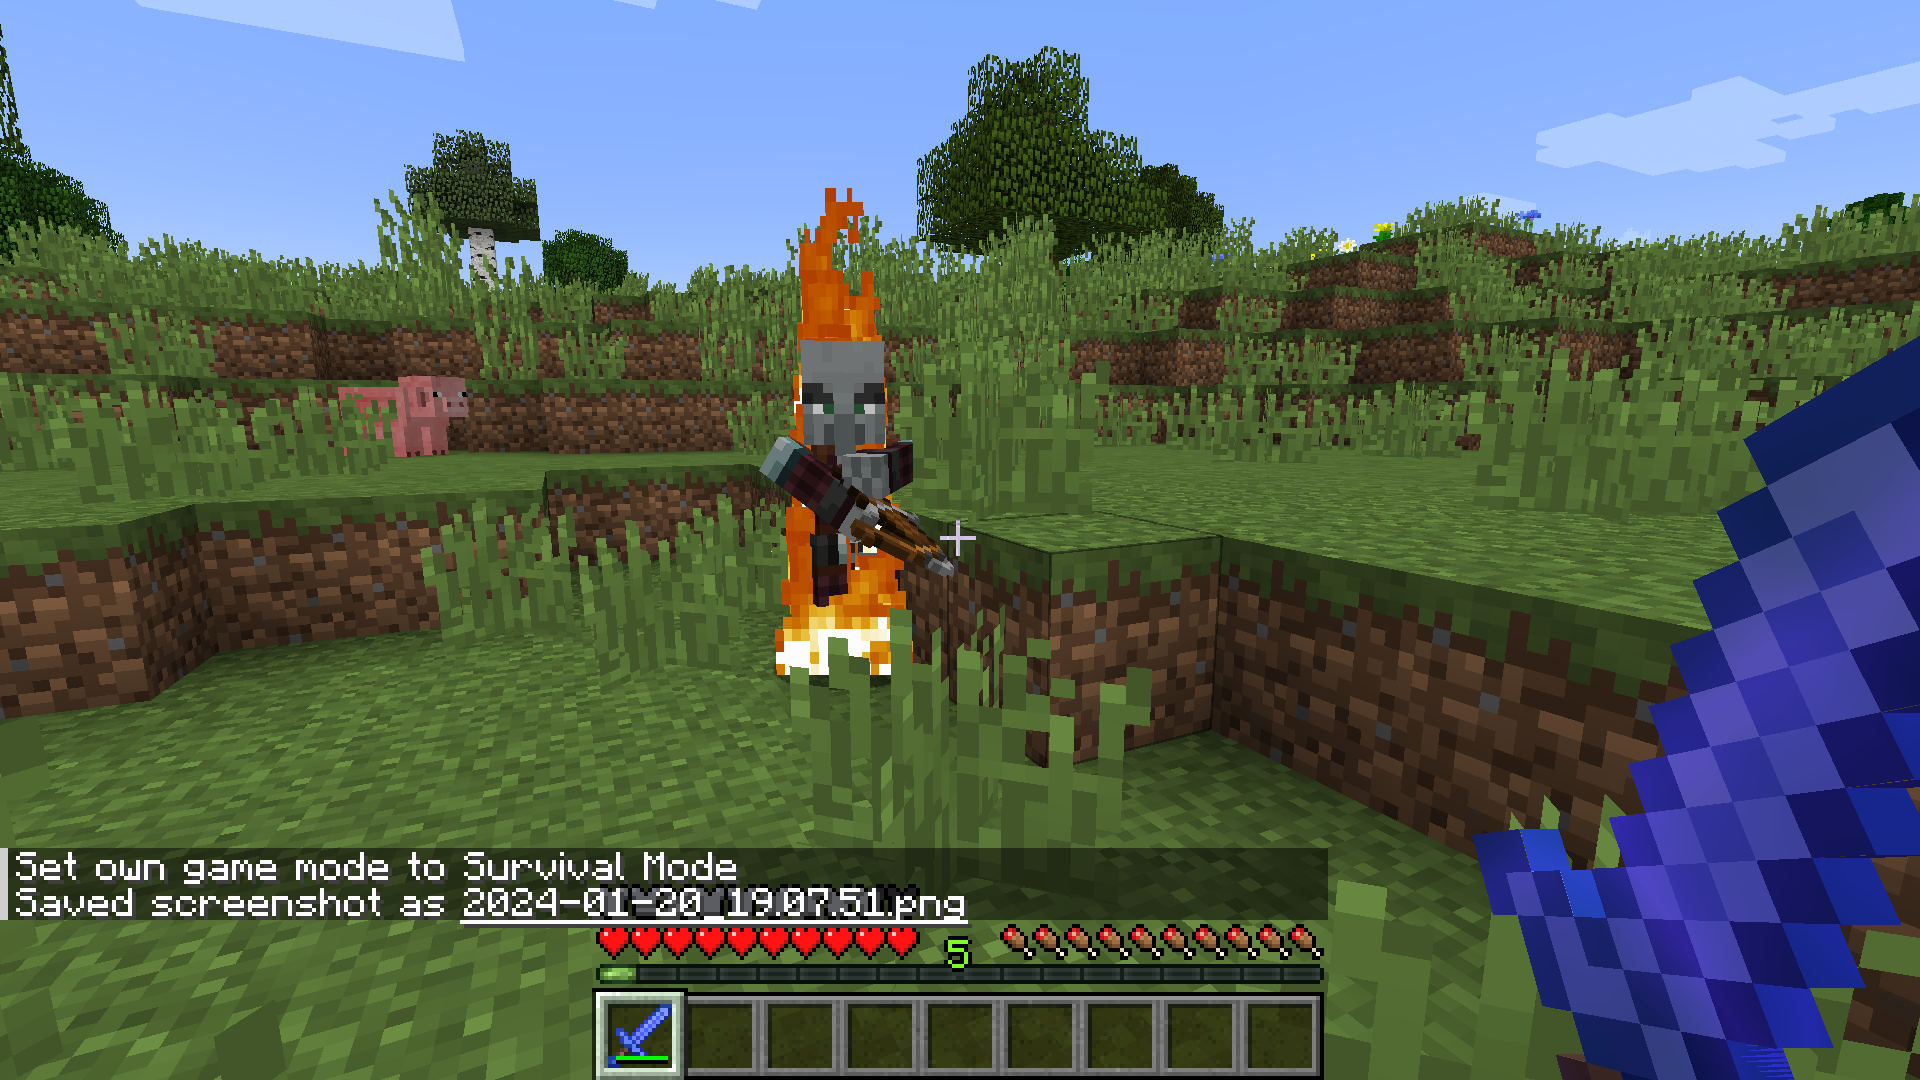 Set own game mode to Survival Mode
Saved screenshot as 2024-01-20_19.07.51.png
5